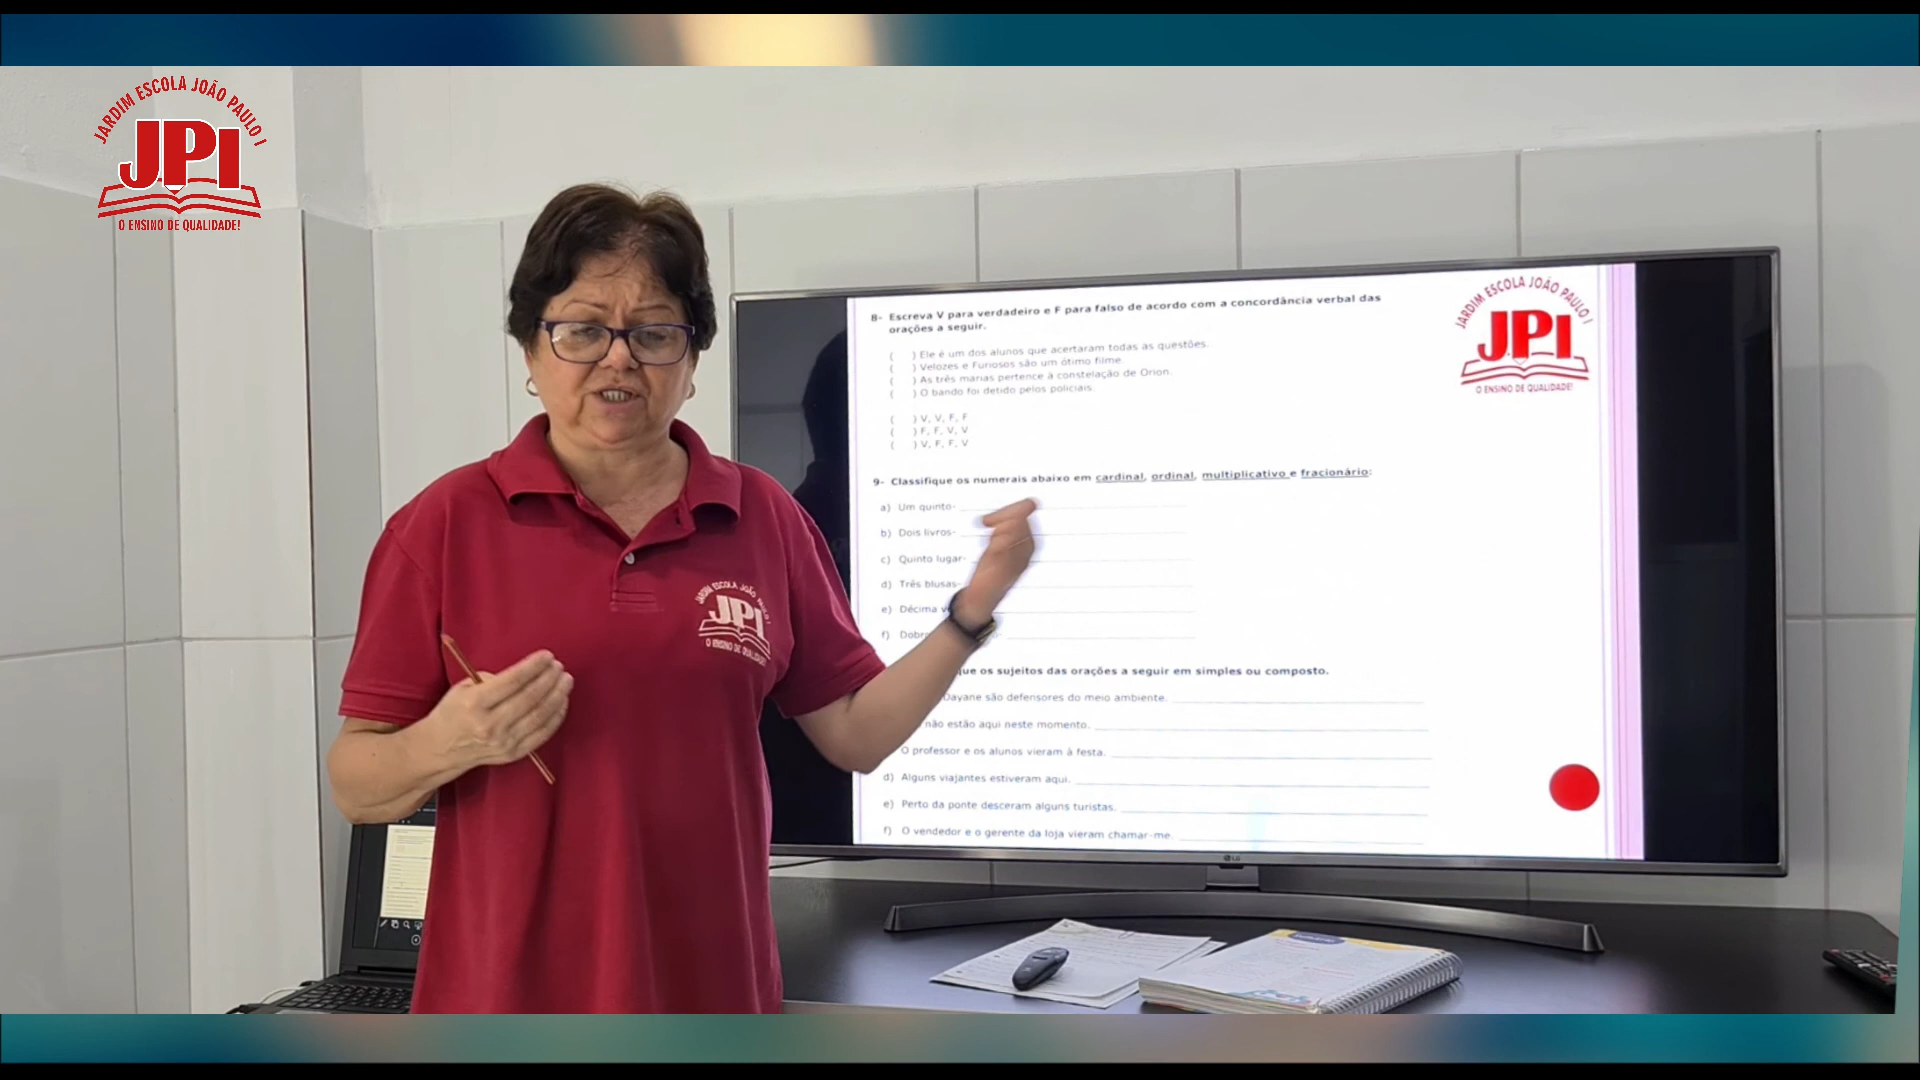 JARDIM ESCOLA JOÃO PAULO I
JPI
O ENSINO DE QUALIDADE!
8- Escreva V para verdadeiro e F para falso de acordo com a concordância verbal das
orações a seguir.
( ) Ele é um dos alunos que acertaram todas as questões.
( ) Velozes e Furiosos são um ótimo filme.
( ) As três marias pertence à constelação de Orion.
( ) O bando foi detido pelos policiais.
( ) V, V, F, F
( ) F, F, V, V
( ) V, F, F, V
9- Classifique os numerais abaixo em cardinal, ordinal, multiplicativo e fracionário:
a) Um quinto-
b) Dois livros-
c) Quinto lugar-
d) Três blusas-
e) Décima
f)
os sujeitos das orações a seguir em simples ou composto.
Dayane são defensores do meio ambiente.
não estão aqui neste momento.
O professor e os alunos vieram à festa.
d) Alguns viajantes estiveram aqui.
e) Perto da ponte desceram alguns turistas.
f) O vendedor e o gerente da loja vieram chamar-me.
JARDIM ESCOLA JOÃO PAULO I
JPI
O ENSINO DE QUALIDADE!
JARDIM ESCOLA JOÃO PAULO I
JPI
O ENSINO DE QUALIDADE!
LG